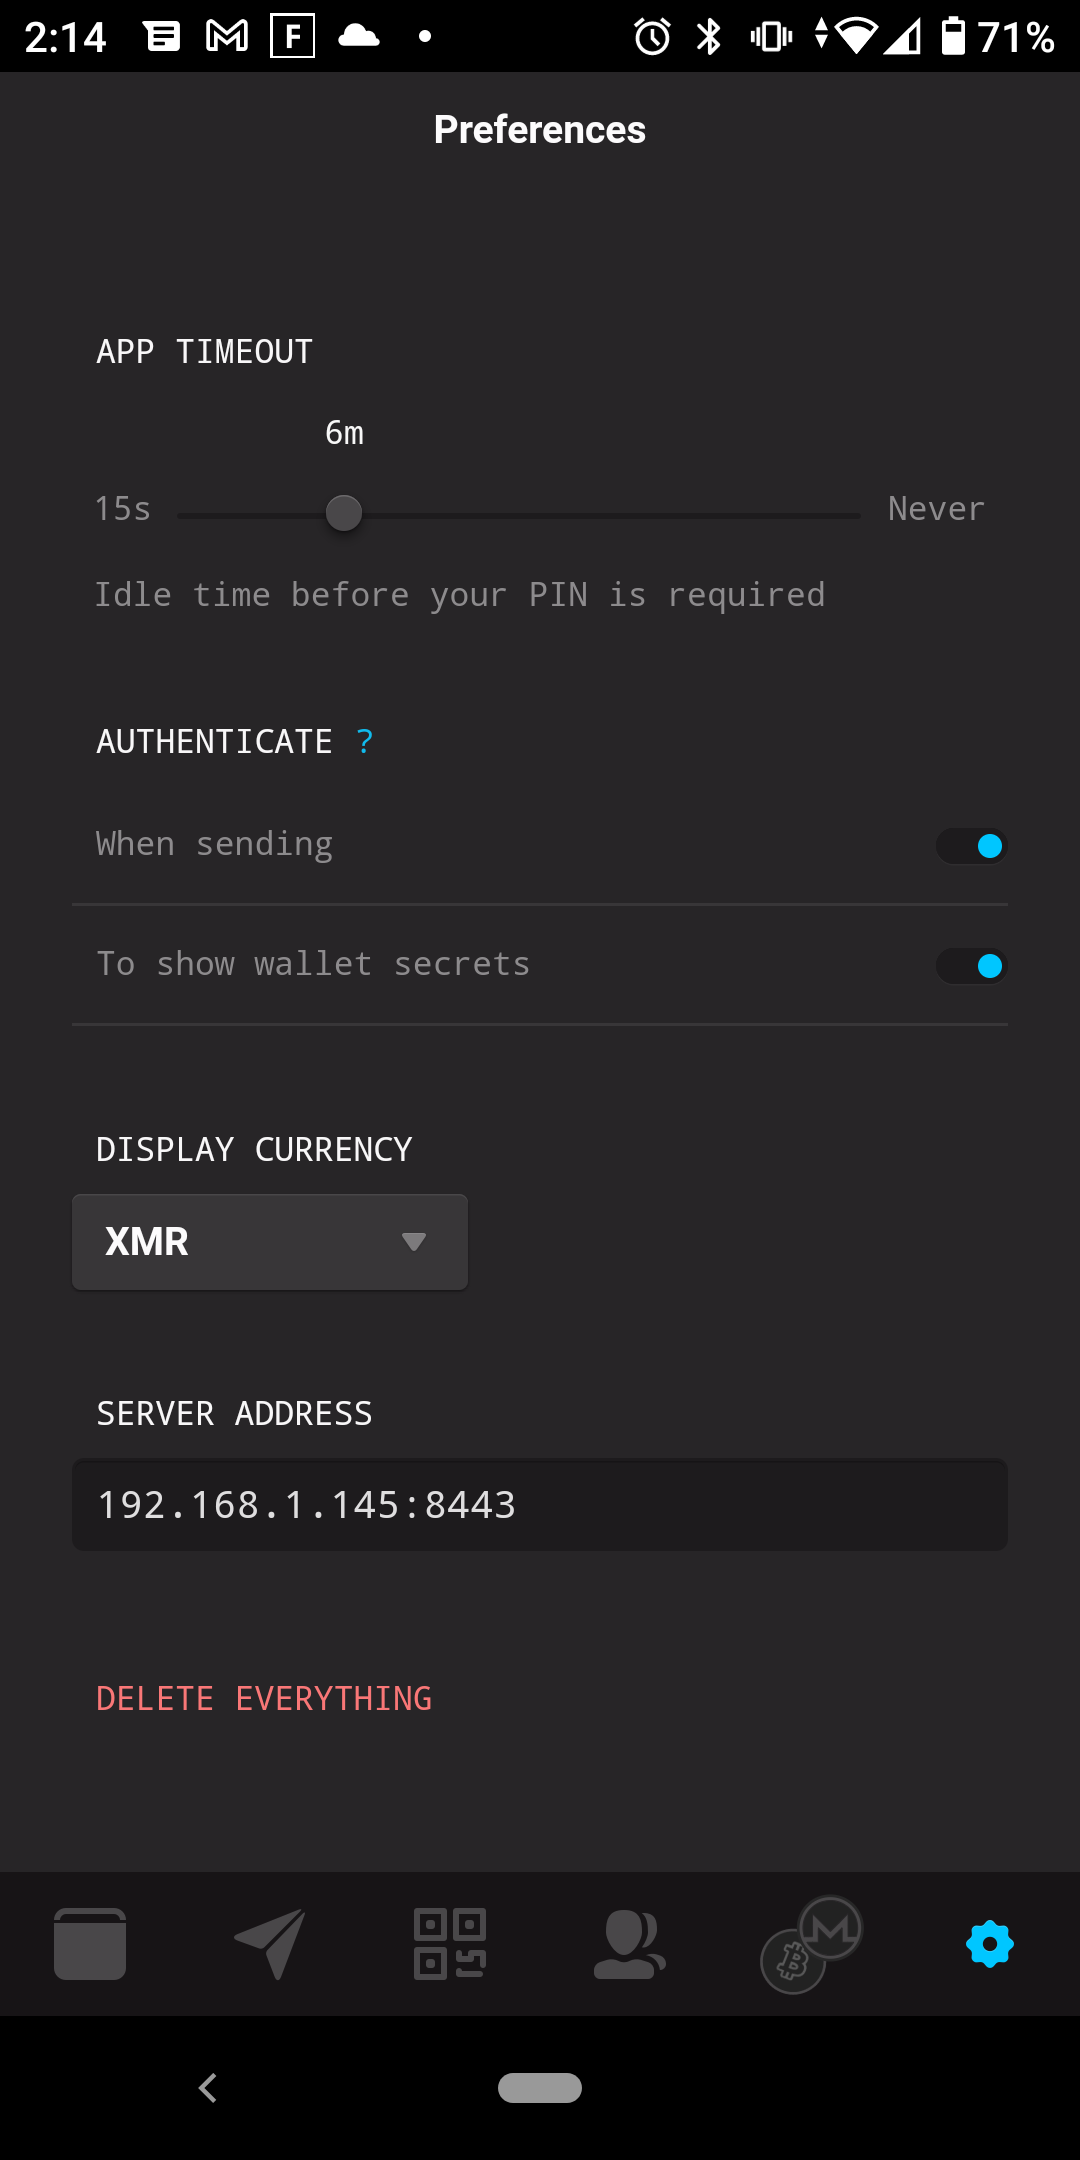 2:14 F 71%
Preferences
APP TIMEOUT
6m
15s Never
Idle time before your PIN is required
AUTHENTICATE ?
When sending
To show wallet secrets
DISPLAY CURRENCY
XMR
SERVER ADDRESS
192.168.1.145:8443
DELETE EVERYTHING